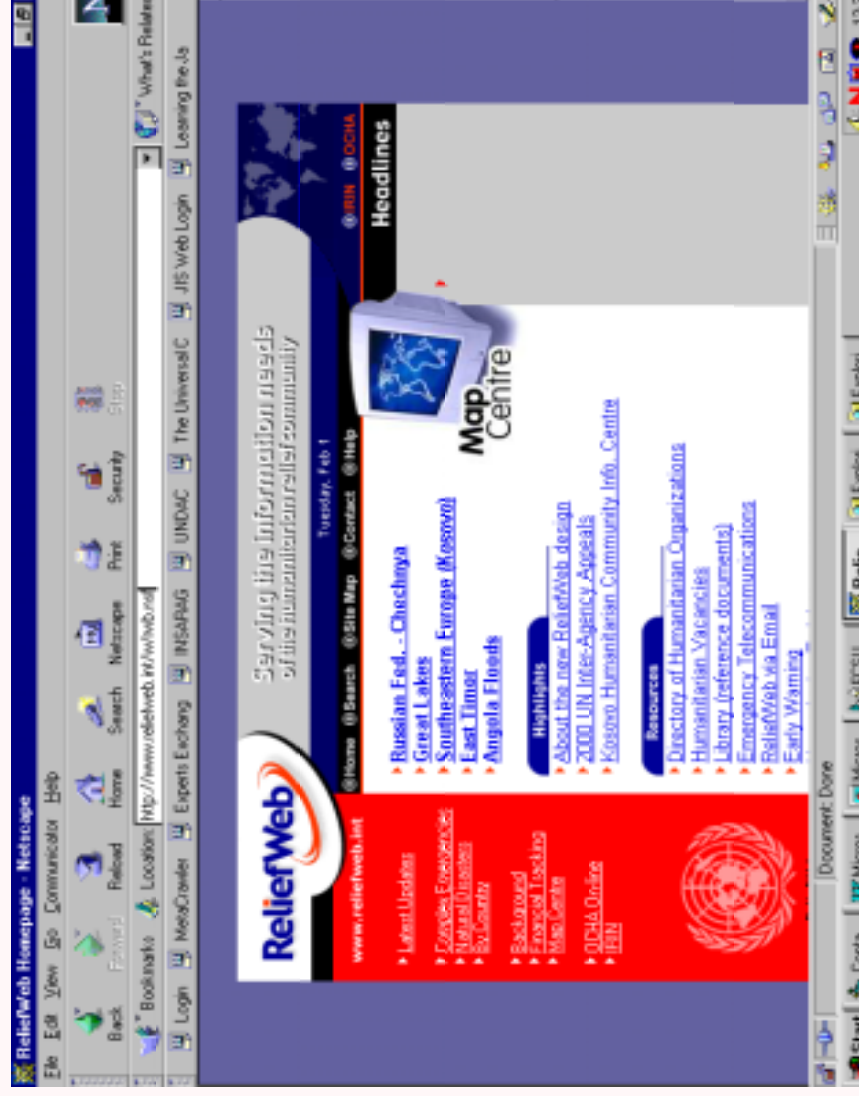 ReliefWeb Homepage - Netscape
File Edit View Go Communicator Help
Back Forward Reload Home Search Netscape Print Security Stop
Bookmarks Location: http://www.reliefweb.int/w/rwb.nsf What's Related
Login MetaCrawler Experts Exchang INSARAG UNDAC The Universal C JIS Web Login Learning the Ja
ReliefWeb
Serving the information needs
of the humanitarian relief community
Tuesday, Feb 1
www.reliefweb.int
Home Search Site Map Contact Help IRIN OCHA
Headlines
Latest Updates
Complex Emergencies
Natural Disasters
By Country
Background
Financial Tracking
Map Centre
OCHA Online
IRIN
Russian Fed. - Chechnya
Great Lakes
Southeastern Europe (Kosovo)
East Timor
Angola Floods
Map
Centre
Highlights
About the new ReliefWeb design
2000 UN Inter-Agency Appeals
Kosovo Humanitarian Community Info. Centre
Resources
Directory of Humanitarian Organizations
Humanitarian Vacancies
Library (reference documents)
Emergency Telecommunications
ReliefWeb via Email
Early Warning
Document: Done
Start